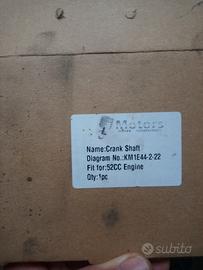 Motors
Name:Crank Shaft
Diagram No.:KM1E44-2-22
Fit for:52CC Engine
Qty:1pc
subito